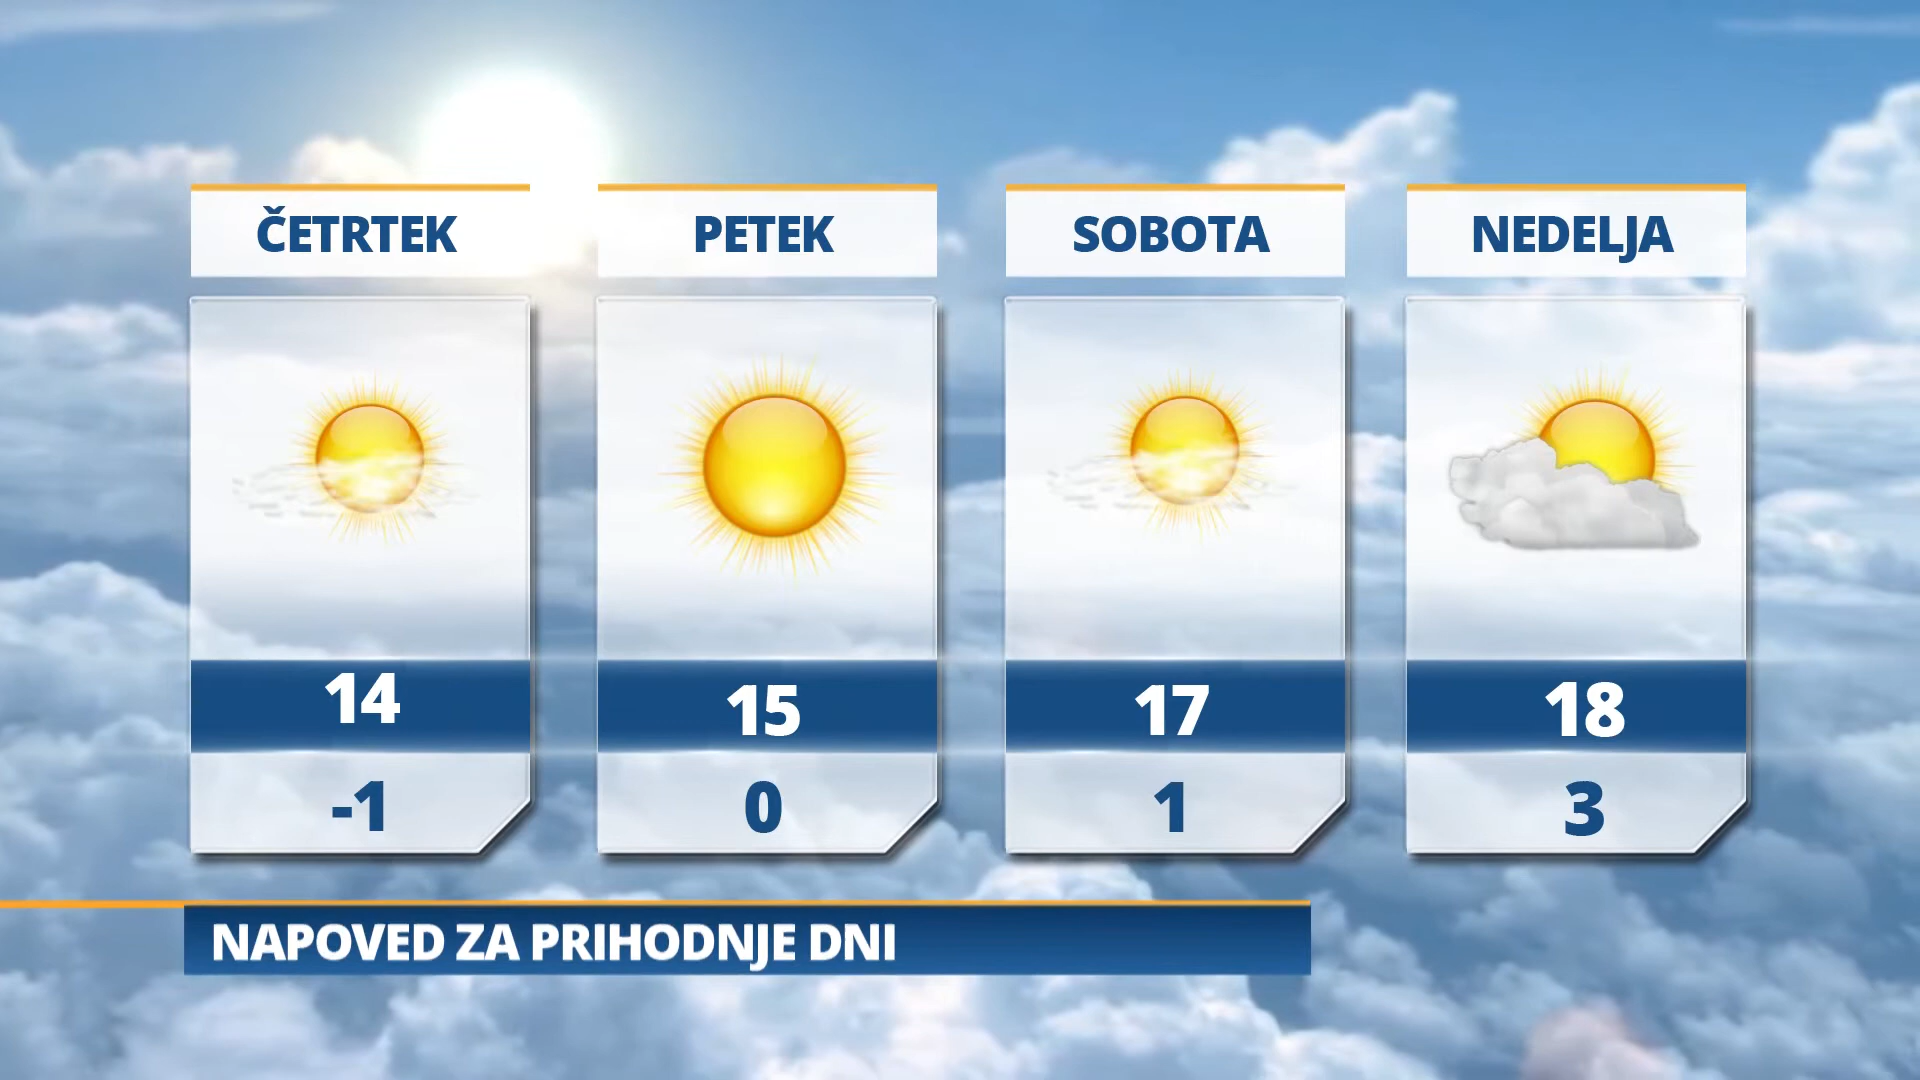 ČETRTEK
PETEK
SOBOTA
NEDELJA
14
15
17
18
-1
0
1
3
NAPOVED ZA PRIHODNJE DNI